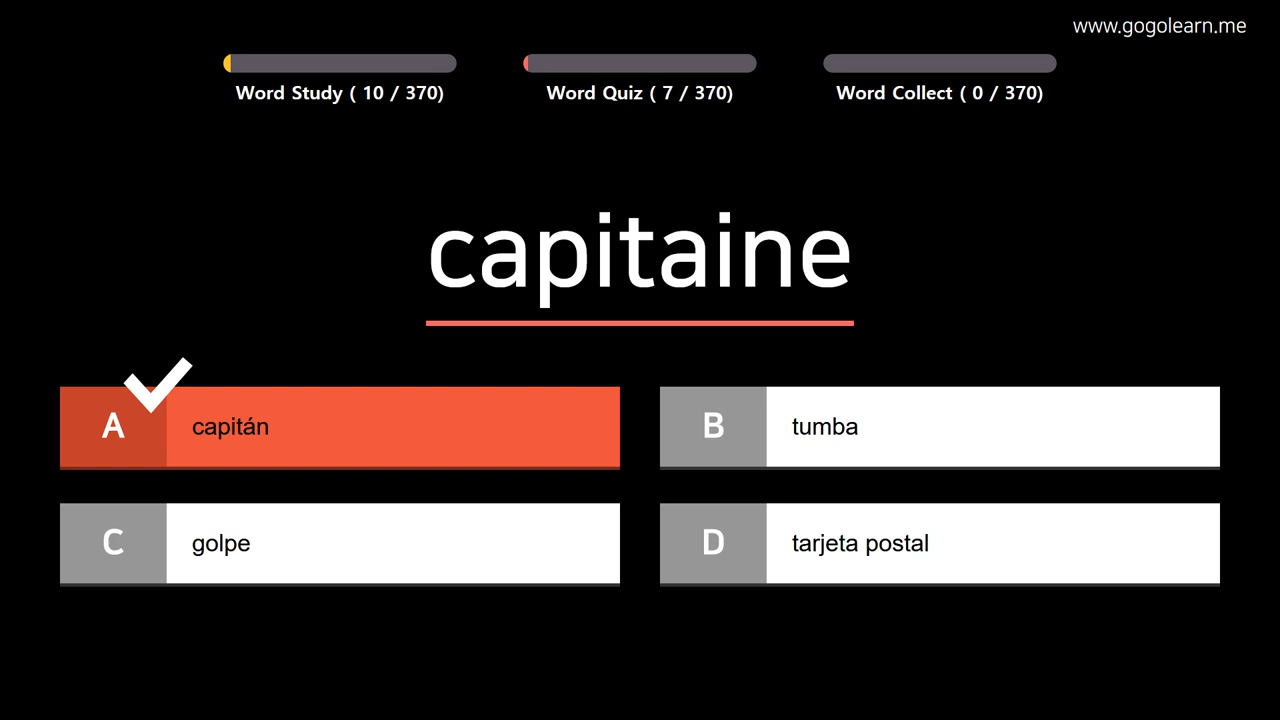 www.gogolearn.me
Word Study ( 10 / 370)
Word Quiz ( 7 / 370)
Word Collect ( 0 / 370)
capitaine
A capitán
B tumba
C golpe
D tarjeta postal